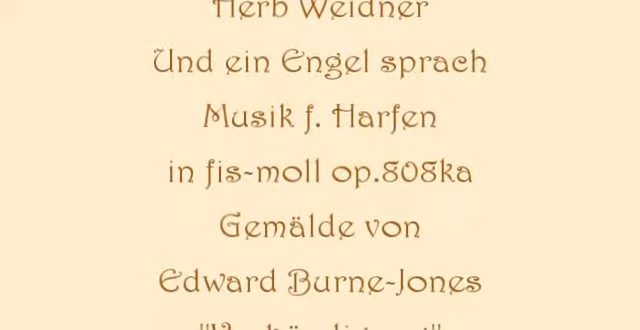 Herb Weidner
Und ein Engel sprach
Musik f. Harfen
in fis-moll op.808ka
Gemälde von
Edward Burne-Jones